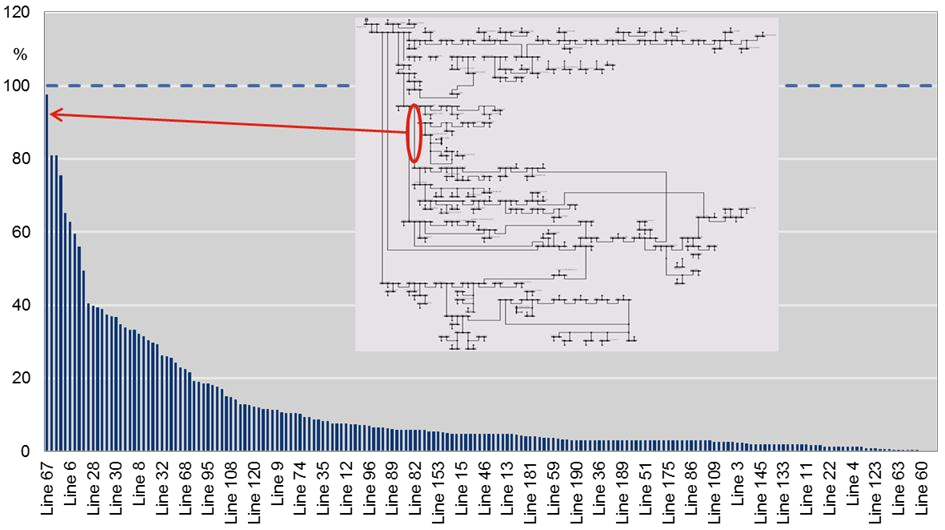 120
%
100
80
60
40
20
0
Line 67
Line 6
Line 28
Line 30
Line 8
Line 32
Line 68
Line 95
Line 108
Line 120
Line 9
Line 74
Line 35
Line 12
Line 96
Line 89
Line 82
Line 153
Line 15
Line 46
Line 13
Line 181
Line 59
Line 190
Line 36
Line 189
Line 51
Line 175
Line 86
Line 109
Line 3
Line 145
Line 133
Line 11
Line 22
Line 4
Line 123
Line 63
Line 60